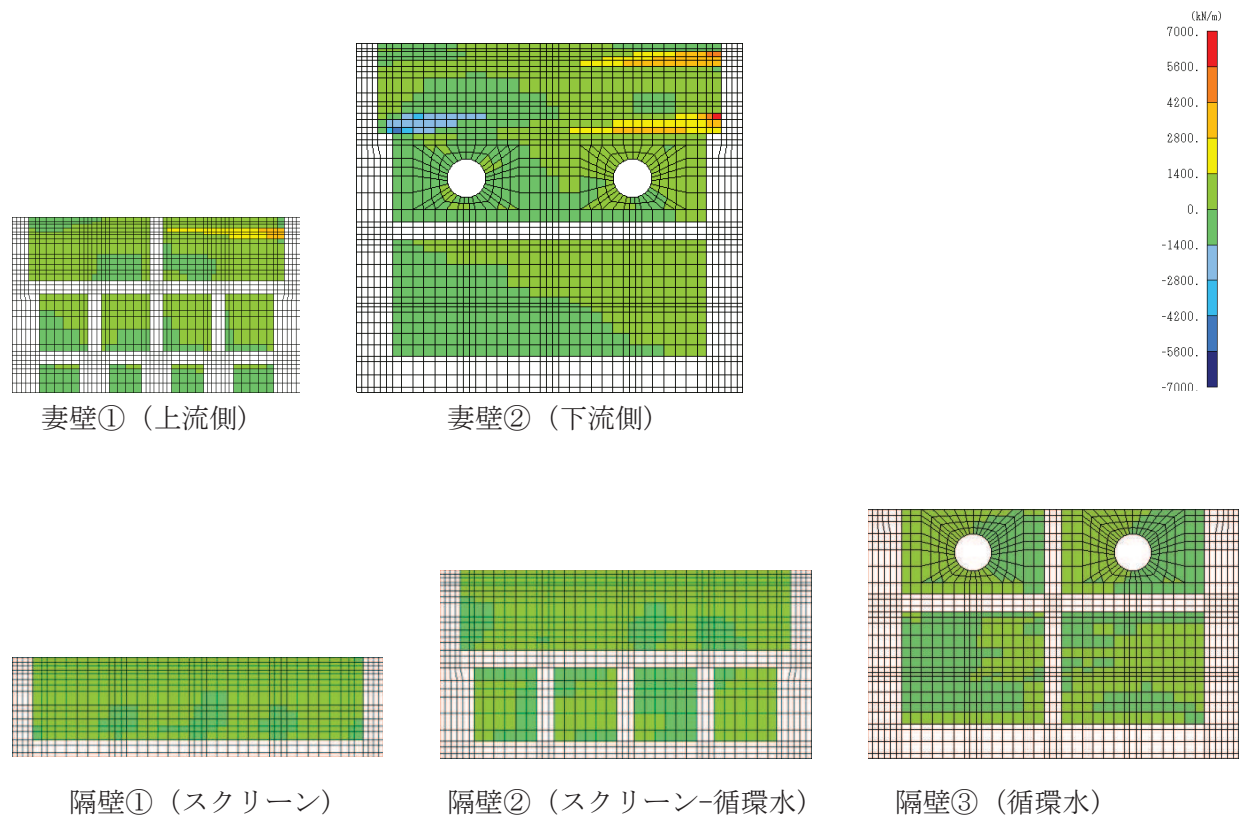 (kN/m)
7000.
5600.
4200.
2800.
1400.
0.
-1400.
-2800.
-4200.
-5600.
-7000.
妻壁①（上流側）
妻壁②（下流側）
隔壁①（スクリーン）
隔壁②（スクリーン-循環水）
隔壁③（循環水）